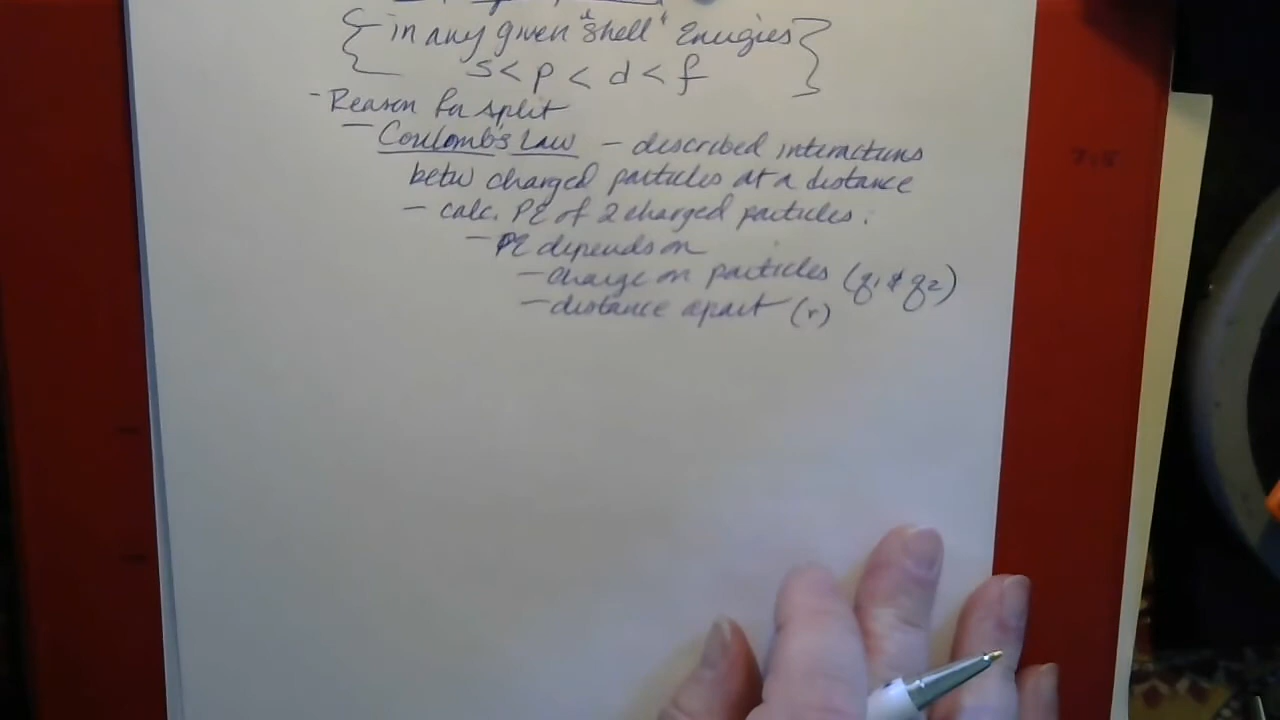 { in any given "shell" Energies }
s < p < d < f
- Reason for split
- Coulomb's Law - described interactions
betw charged particles at a distance
- calc. PE of 2 charged particles.
- PE depends on
- charge on particles (q1 & q2)
- distance apart (r)